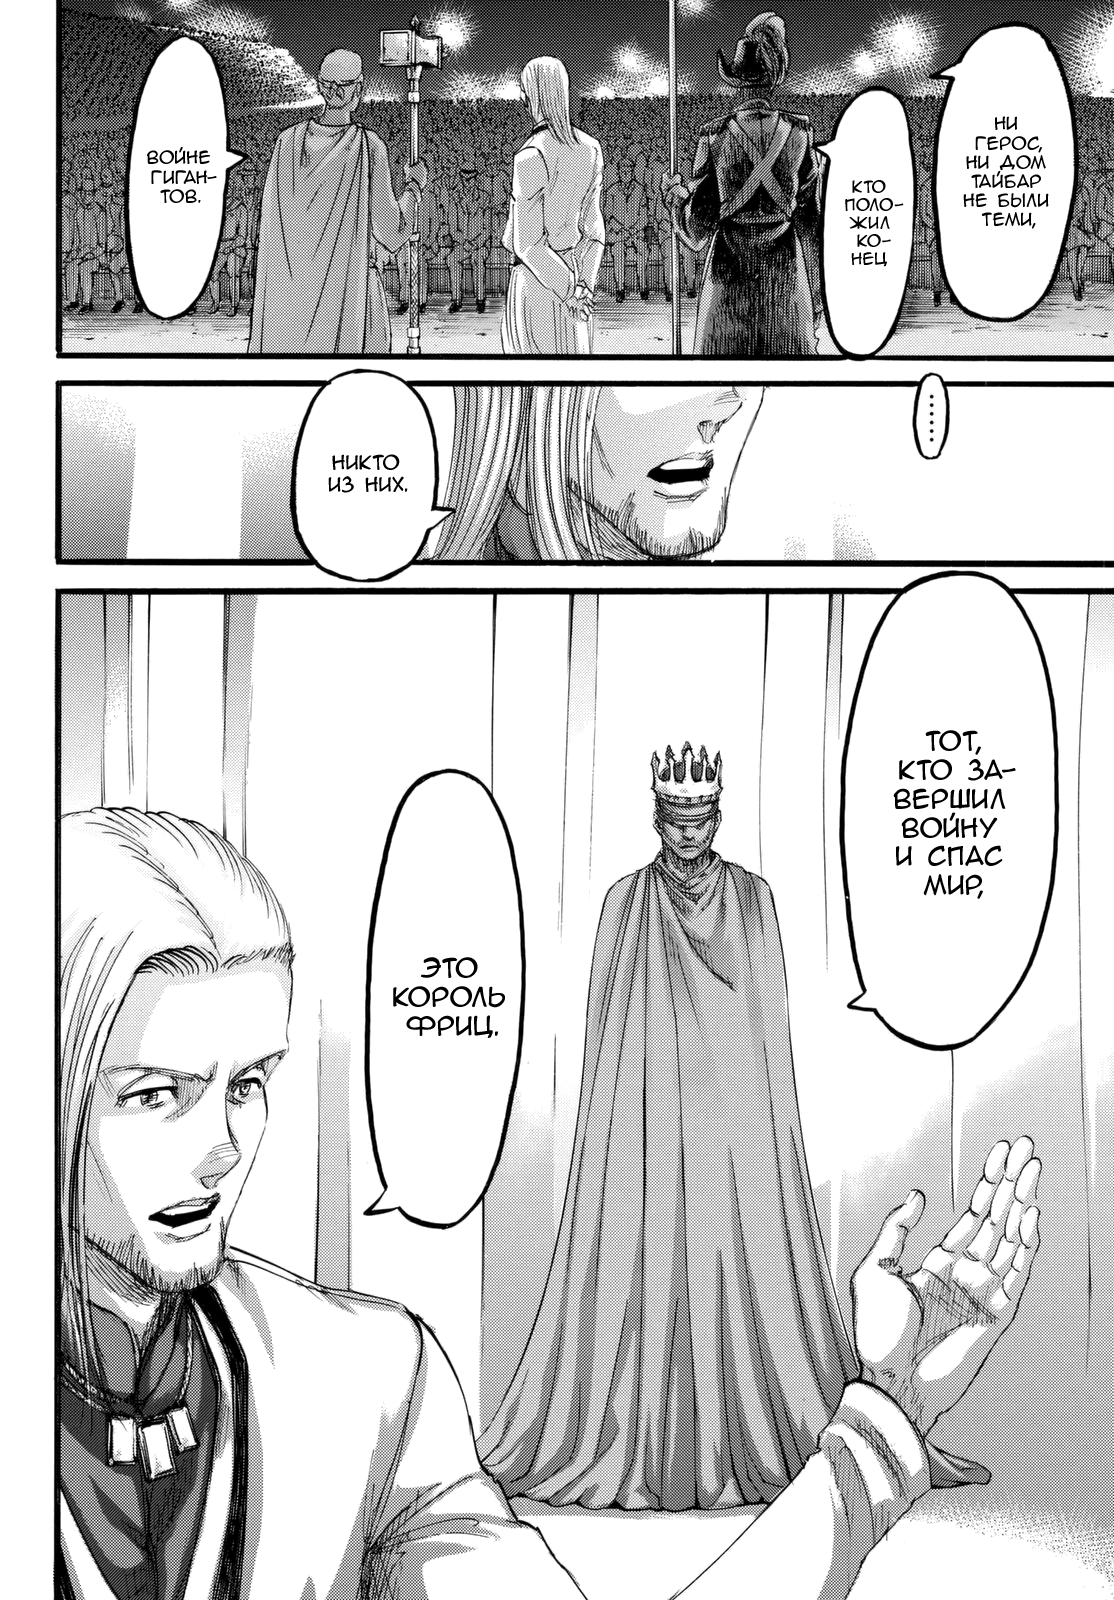 НИ
ГЕРОС,
НИ ДОМ
ТАЙБАР
НЕ БЫЛИ
ТЕМИ,
КТО
ПОЛО-
ЖИЛ
КО-
НЕЦ
ВОЙНЕ
ГИГАН-
ТОВ.
......
НИКТО
ИЗ НИХ.
ТОТ,
КТО ЗА-
ВЕРШИЛ
ВОЙНУ
И СПАС
МИР,
ЭТО
КОРОЛЬ
ФРИЦ.